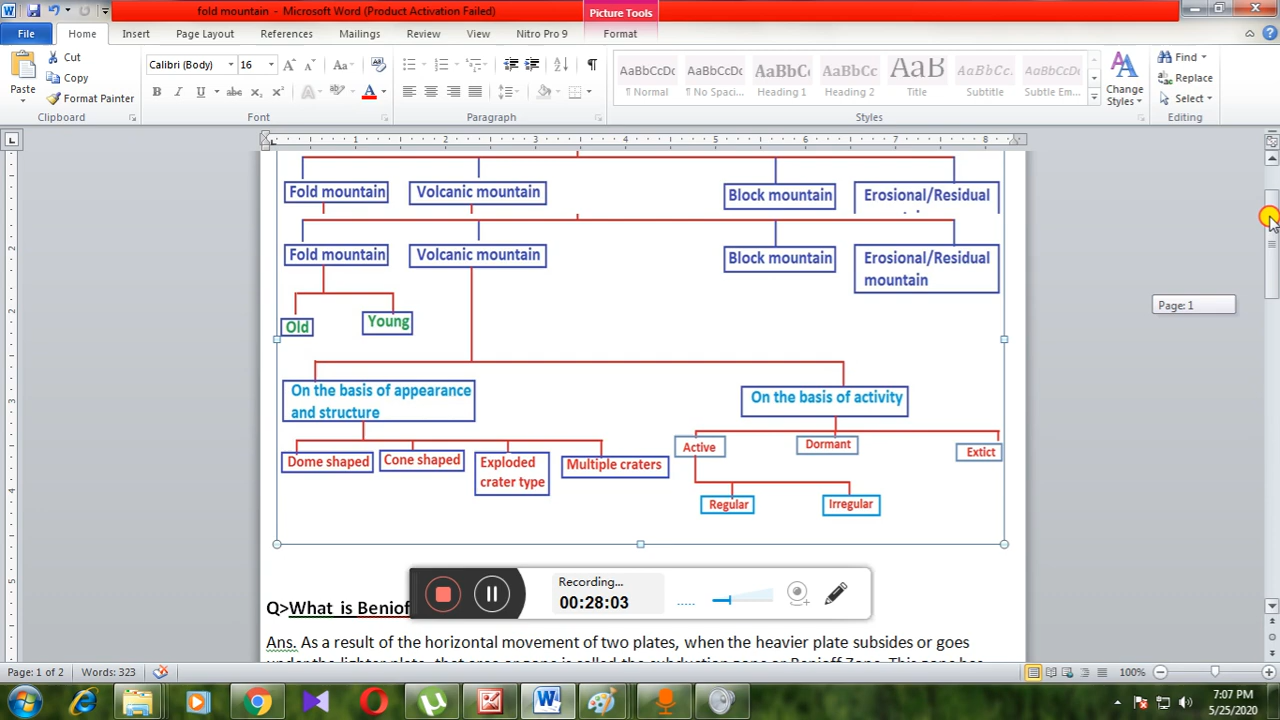 fold mountain - Microsoft Word (Product Activation Failed)
Picture Tools
File Home Insert Page Layout References Mailings Review View Nitro Pro 9 Format
Paste
Cut
Copy
Format Painter
Calibri (Body) 16
AaBbCcDc AaBbCcDc AaBbC AaBbCc AaB AaBbCcL AaBbCcDc
¶ Normal ¶ No Spaci... Heading 1 Heading 2 Title Subtitle Subtle Em...
Change
Styles
Find
Replace
Select
Clipboard Font Paragraph Styles Editing
Fold mountain Volcanic mountain Block mountain Erosional/Residual
Fold mountain Volcanic mountain Block mountain Erosional/Residual
mountain
Old Young
Page: 1
On the basis of appearance
and structure
On the basis of activity
Dome shaped Cone shaped Exploded
crater type
Multiple craters
Active Dormant Extict
Regular Irregular
Recording...
00:28:03
Q>What is Beniof
Ans. As a result of the horizontal movement of two plates, when the heavier plate subsides or goes
Page: 1 of 2 Words: 323 100%
7:07 PM
5/25/2020